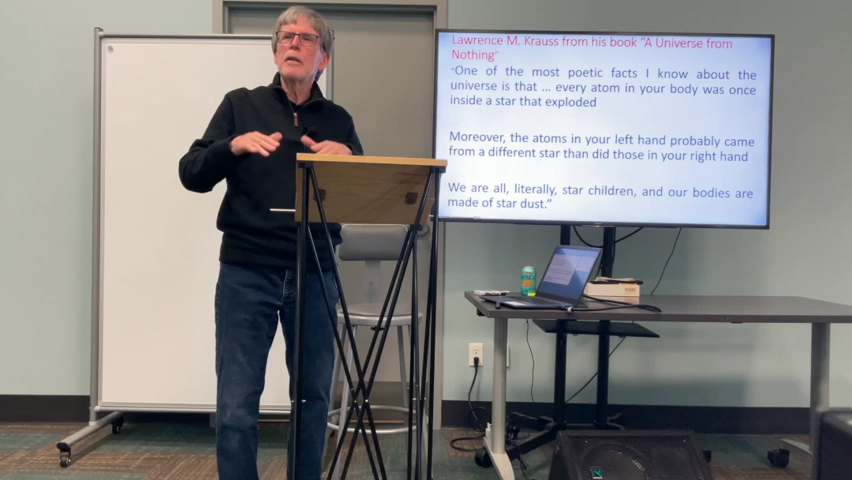 Lawrence M. Krauss from his book "A Universe from
Nothing"
"One of the most poetic facts I know about the
universe is that … every atom in your body was once
inside a star that exploded
Moreover, the atoms in your left hand probably came
from a different star than did those in your right hand
We are all, literally, star children, and our bodies are
made of star dust."